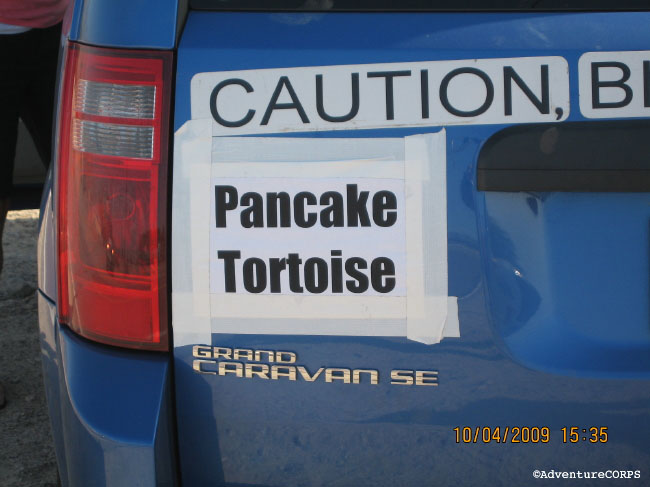 CAUTION, B
Pancake
Tortoise
GRAND
CARAVAN SE
10/04/2009 15:35
©AdventureCORPS